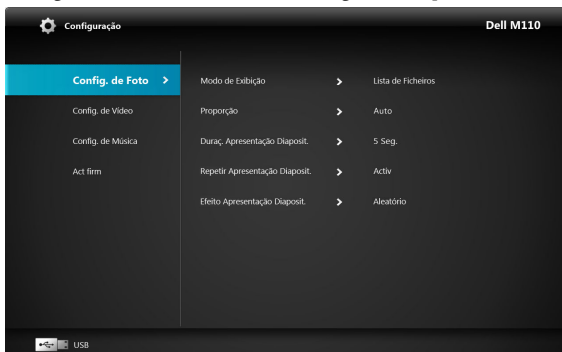 Configuração
Dell M110
Config. de Foto
Modo de Exibição
Lista de Ficheiros
Config. de Vídeo
Proporção
Auto
Config. de Música
Duraç. Apresentação Diaposit.
5 Seg.
Act firm
Repetir Apresentação Diaposit.
Activ
Efeito Apresentação Diaposit.
Aleatório
USB